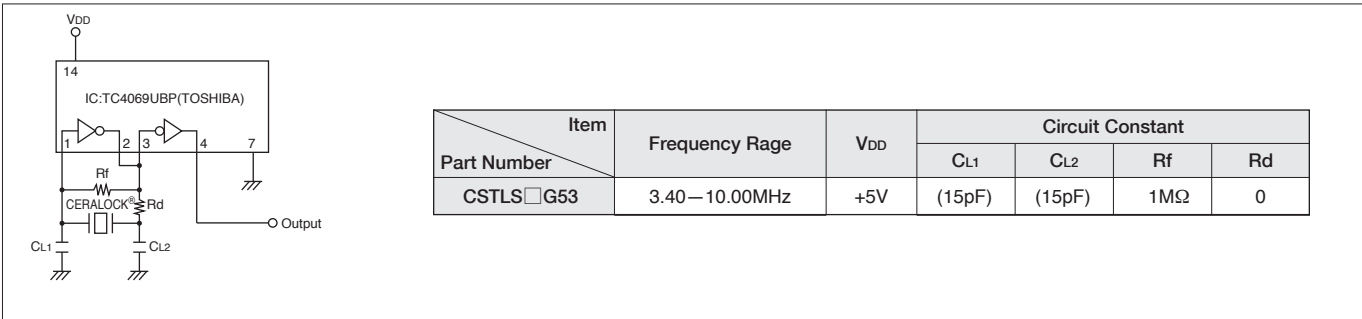 VDD
14
IC:TC4069UBP(TOSHIBA)
1 2 3 4 7
Rf
CERALOCK® Rd
Output
CL1 CL2
Item
Part Number
Frequency Rage
VDD
Circuit Constant
CL1 CL2 Rf Rd
CSTLS□G53 3.40—10.00MHz +5V (15pF) (15pF) 1MΩ 0